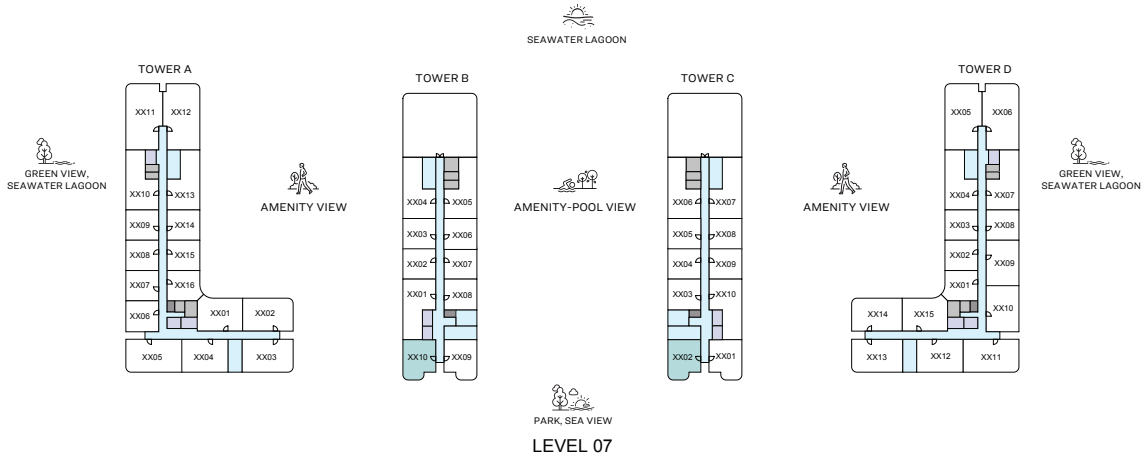 SEAWATER LAGOON
TOWER A
TOWER B
TOWER C
TOWER D
XX11 XX12
XX10 XX13
XX09 XX14
XX08 XX15
XX07 XX16
XX06 XX01 XX02
XX05 XX04 XX03
XX04 XX05
XX03 XX06
XX02 XX07
XX01 XX08
XX10 XX09
XX06 XX07
XX05 XX08
XX04 XX09
XX03 XX10
XX02 XX01
XX05 XX06
XX04 XX07
XX03 XX08
XX02 XX09
XX01
XX10
XX14 XX15
XX13 XX12 XX11
GREEN VIEW,
SEAWATER LAGOON
AMENITY VIEW
AMENITY-POOL VIEW
AMENITY VIEW
GREEN VIEW,
SEAWATER LAGOON
PARK, SEA VIEW
LEVEL 07